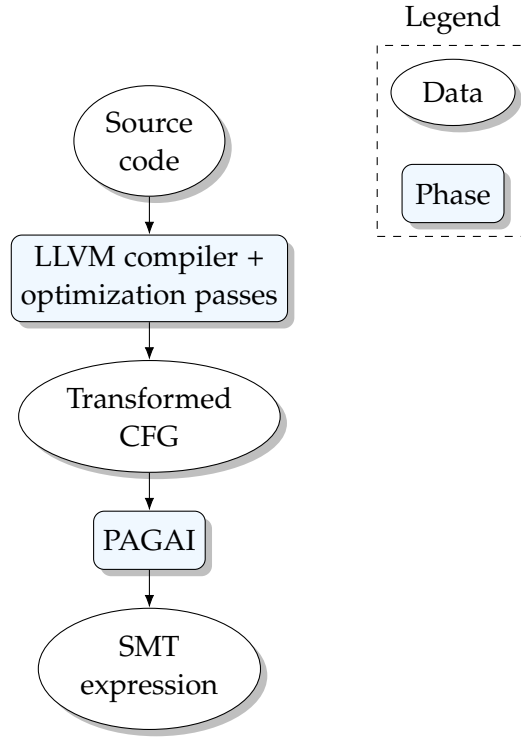 Legend
Data
Phase
Source
code
LLVM compiler +
optimization passes
Transformed
CFG
PAGAI
SMT
expression